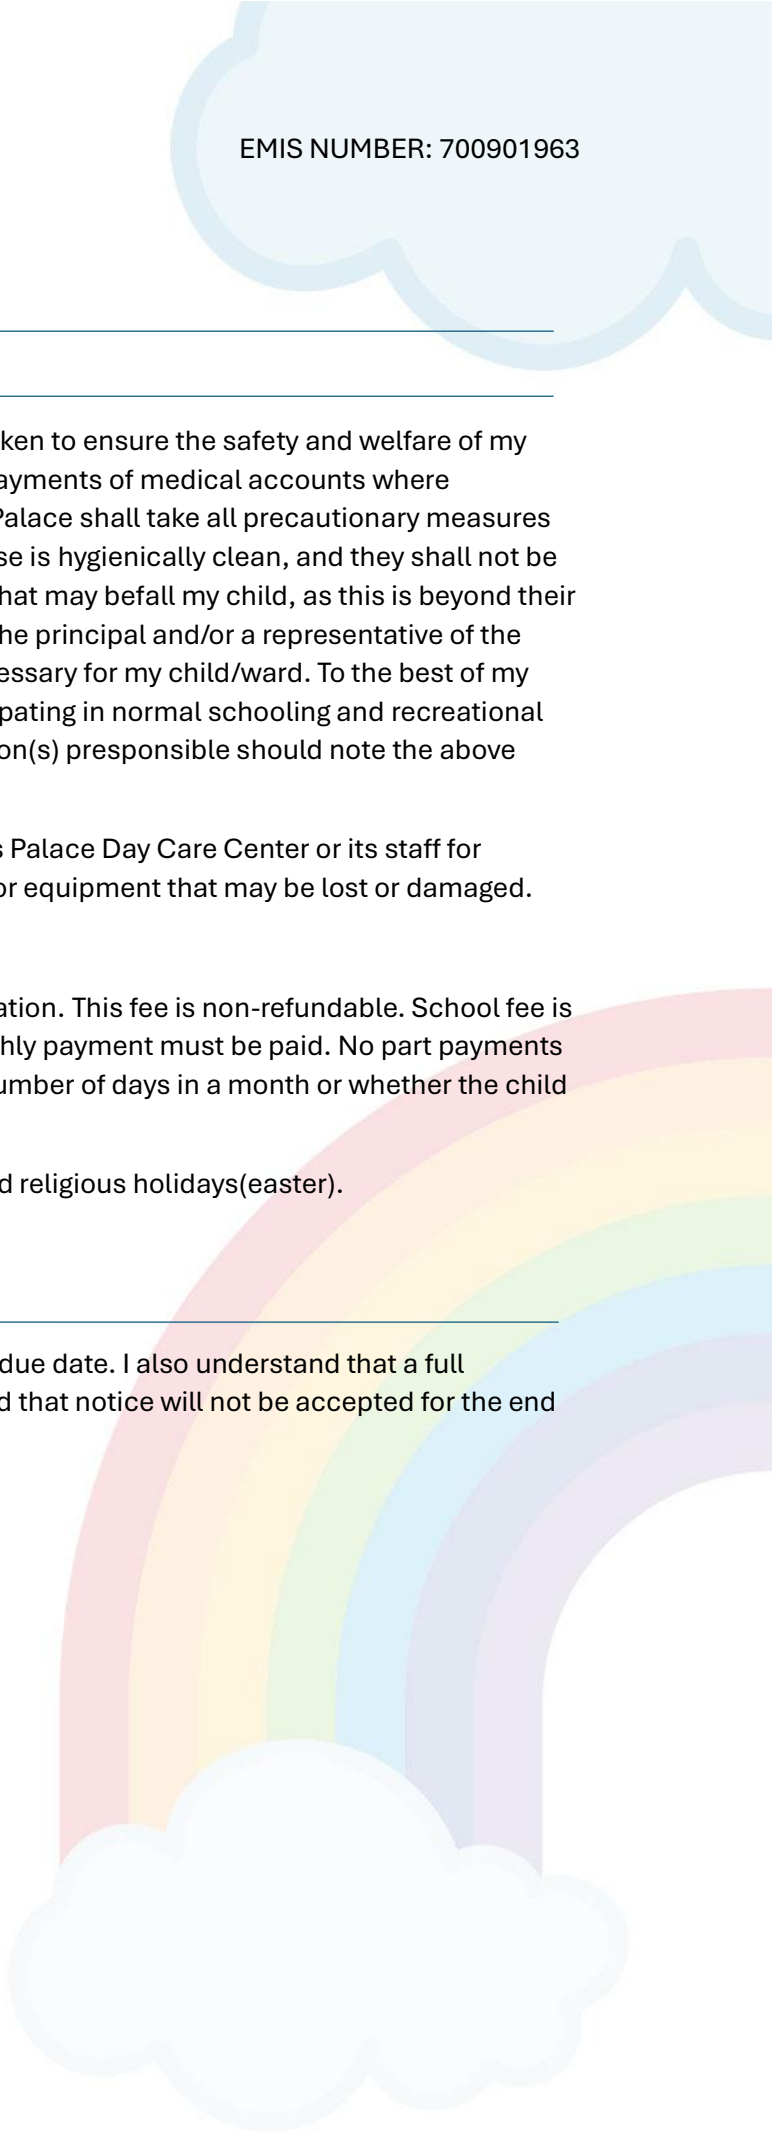 EMIS NUMBER: 700901963
ken to ensure the safety and welfare of my
ayments of medical accounts where
Palace shall take all precautionary measures
se is hygienically clean, and they shall not be
hat may befall my child, as this is beyond their
he principal and/or a representative of the
essary for my child/ward. To the best of my
pating in normal schooling and recreational
on(s) presponsible should note the above
s Palace Day Care Center or its staff for
or equipment that may be lost or damaged.
ation. This fee is non-refundable. School fee is
hly payment must be paid. No part payments
umber of days in a month or whether the child
d religious holidays(easter).
due date. I also understand that a full
d that notice will not be accepted for the end